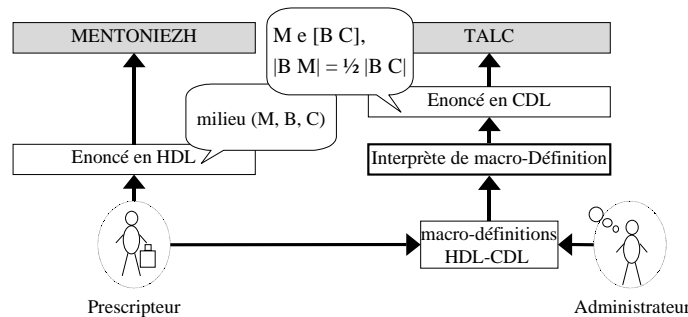 MENTONIEZH
M e [B C],
|B M| = ½ |B C|
TALC
milieu (M, B, C)
Enoncé en CDL
Enoncé en HDL
Interprète de macro-Définition
macro-définitions
HDL-CDL
Prescripteur
Administrateur